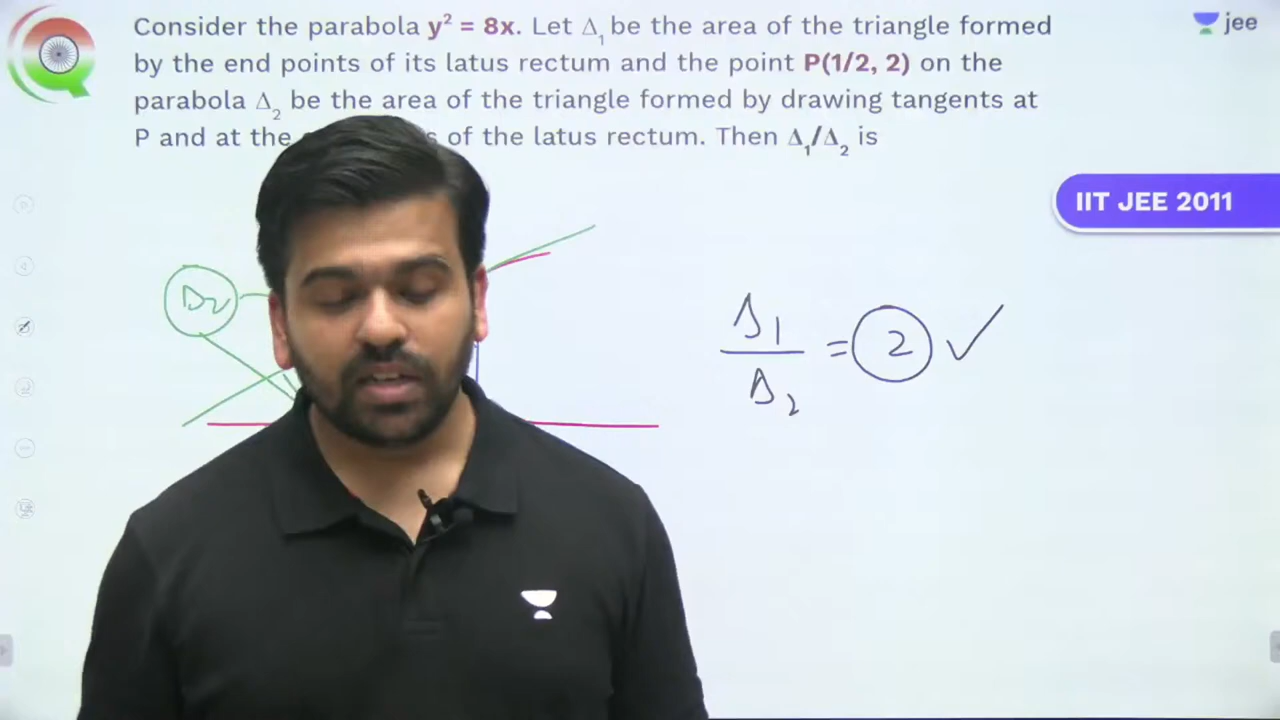 Consider the parabola y² = 8x. Let Δ₁ be the area of the triangle formed
by the end points of its latus rectum and the point P(1/2, 2) on the
parabola Δ₂ be the area of the triangle formed by drawing tangents at
P and at the of the latus rectum. Then Δ₁/Δ₂ is
jee
IIT JEE 2011
Δ₂
Δ₁
= 2 ✓
Δ₂